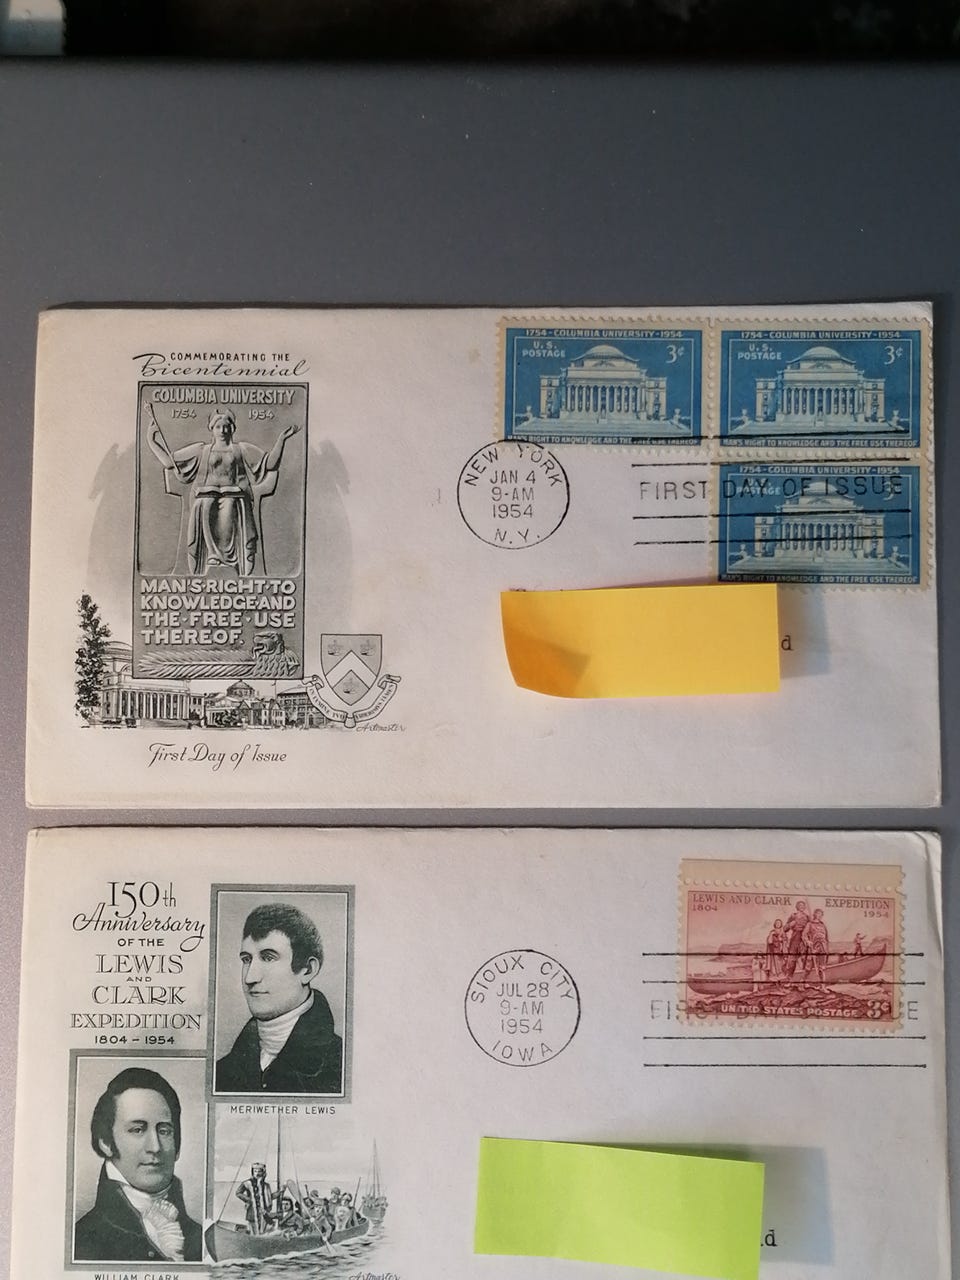 COMMEMORATING THE
Bicentennial
COLUMBIA UNIVERSITY
1754 1954
MAN'S·RIGHT·TO
KNOWLEDGE·AND
THE·FREE·USE
THEREOF.
Artmaster
First Day of Issue
1754-COLUMBIA UNIVERSITY-1954
U.S.
POSTAGE
3¢
MAN'S RIGHT TO KNOWLEDGE AND THE FREE USE THEREOF
1754-COLUMBIA UNIVERSITY-1954
U.S.
POSTAGE
3¢
MAN'S RIGHT TO KNOWLEDGE AND THE FREE USE THEREOF
NEW YORK
JAN 4
9-AM
1954
N.Y.
FIRST DAY OF ISSUE
1754-COLUMBIA UNIVERSITY-1954
POSTAGE
MAN'S RIGHT TO KNOWLEDGE AND THE FREE USE THEREOF
d
150th
Anniversary
OF THE
LEWIS
AND
CLARK
EXPEDITION
1804-1954
MERIWETHER LEWIS
WILLIAM CLARK
Artmaster
SIOUX CITY
JUL 28
9-AM
1954
IOWA
LEWIS AND CLARK EXPEDITION
1804 1954
UNITED STATES POSTAGE 3¢
d